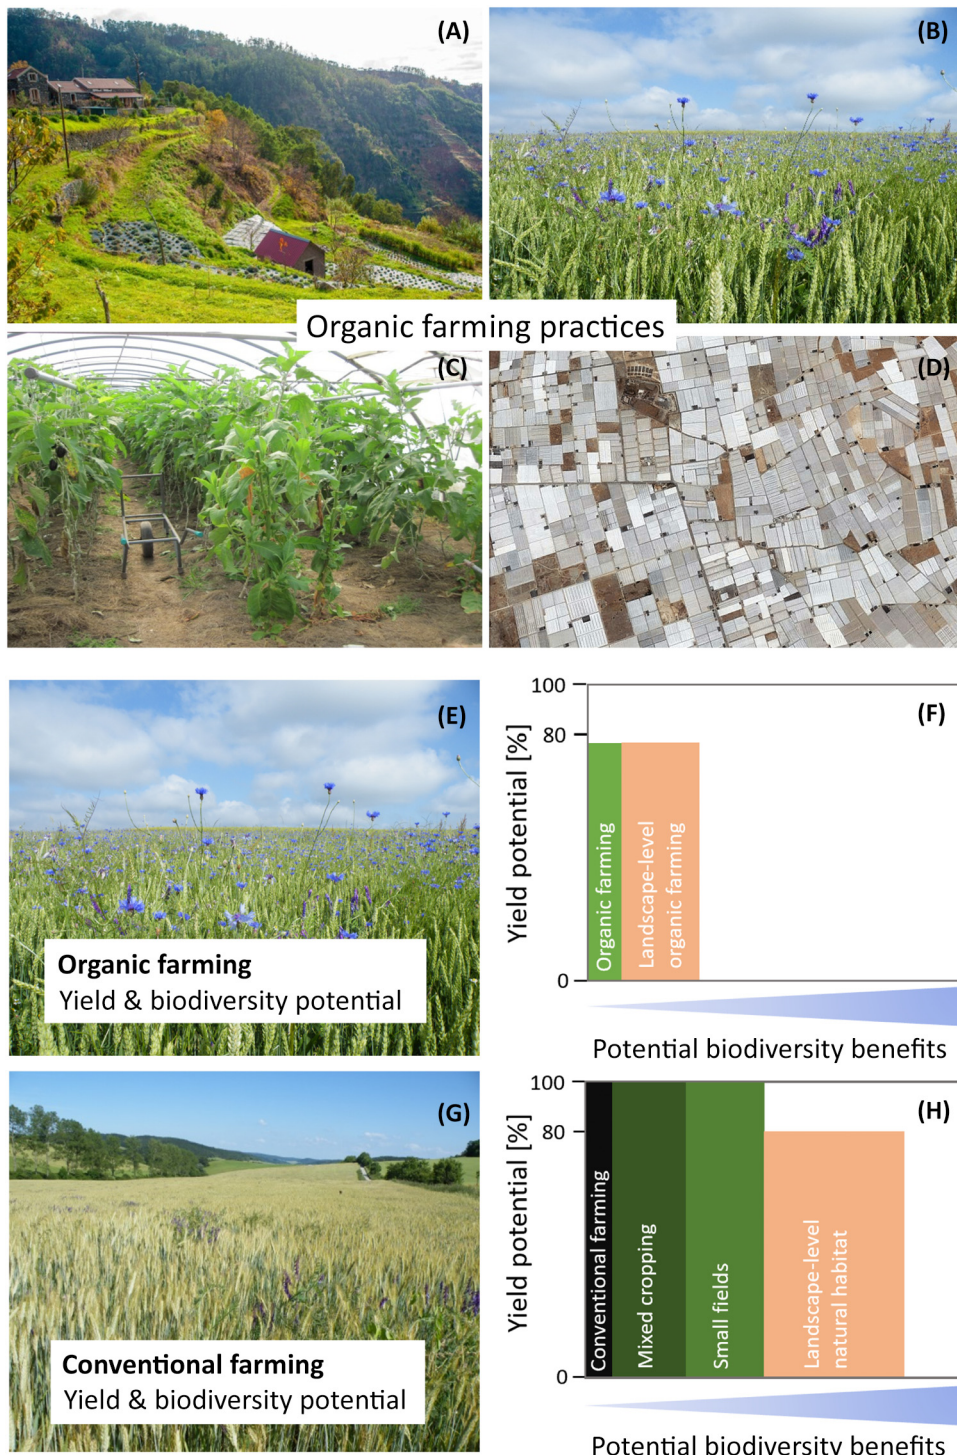 (A)
(B)
Organic farming practices
(C)
(D)
(E)
Organic farming
Yield & biodiversity potential
(F)
100
80
0
Yield potential [%]
Organic farming
Landscape-level
organic farming
Potential biodiversity benefits
(G)
Conventional farming
Yield & biodiversity potential
(H)
100
80
0
Yield potential [%]
Conventional farming
Mixed cropping
Small fields
Landscape-level
natural habitat
Potential biodiversity benefits